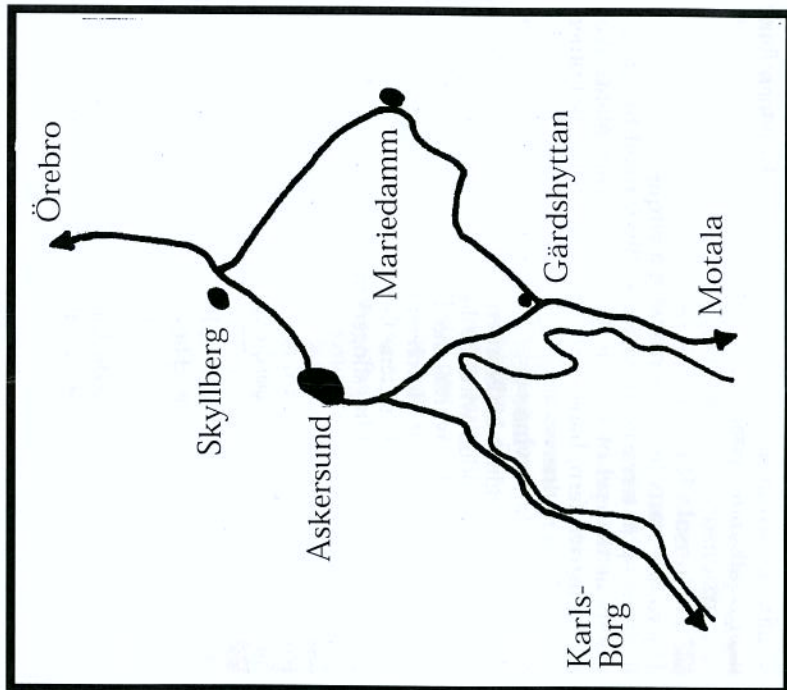 Örebro
Skyllberg
Mariedamm
Askersund
Gärdshyttan
Motala
Karls-
Borg